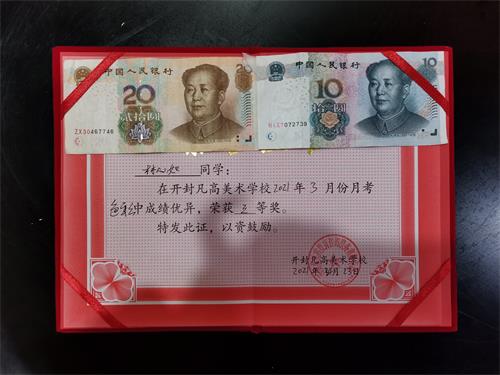 中国人民银行
20
20
贰拾圆
ZX30467746
中国人民银行
10
10
拾圆
072739
同学：
在开封凡高美术学校2021年3月份月考
色彩中成绩优异，荣获三等奖。
特发此证，以资鼓励。
开封凡高美术学校
2021年3月23日